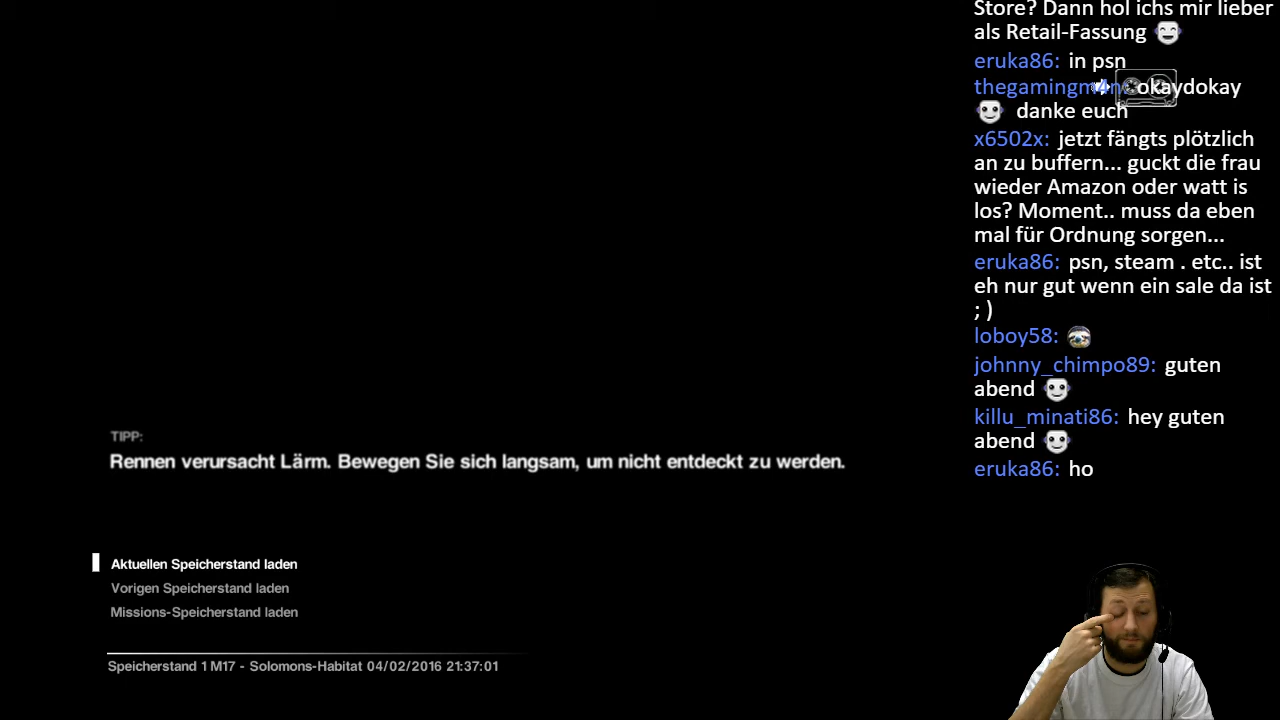 Store? Dann hol ichs mir lieber
als Retail-Fassung
eruka86: in psn
thegamingm4n: okaydokay
danke euch
x6502x: jetzt fängts plötzlich
an zu buffern... guckt die frau
wieder Amazon oder watt is
los? Moment.. muss da eben
mal für Ordnung sorgen...
eruka86: psn, steam . etc.. ist
eh nur gut wenn ein sale da ist
; )
loboy58:
johnny_chimpo89: guten
abend
killu_minati86: hey guten
abend
eruka86: ho
TIPP:
Rennen verursacht Lärm. Bewegen Sie sich langsam, um nicht entdeckt zu werden.
Aktuellen Speicherstand laden
Vorigen Speicherstand laden
Missions-Speicherstand laden
Speicherstand 1 M17 - Solomons-Habitat 04/02/2016 21:37:01